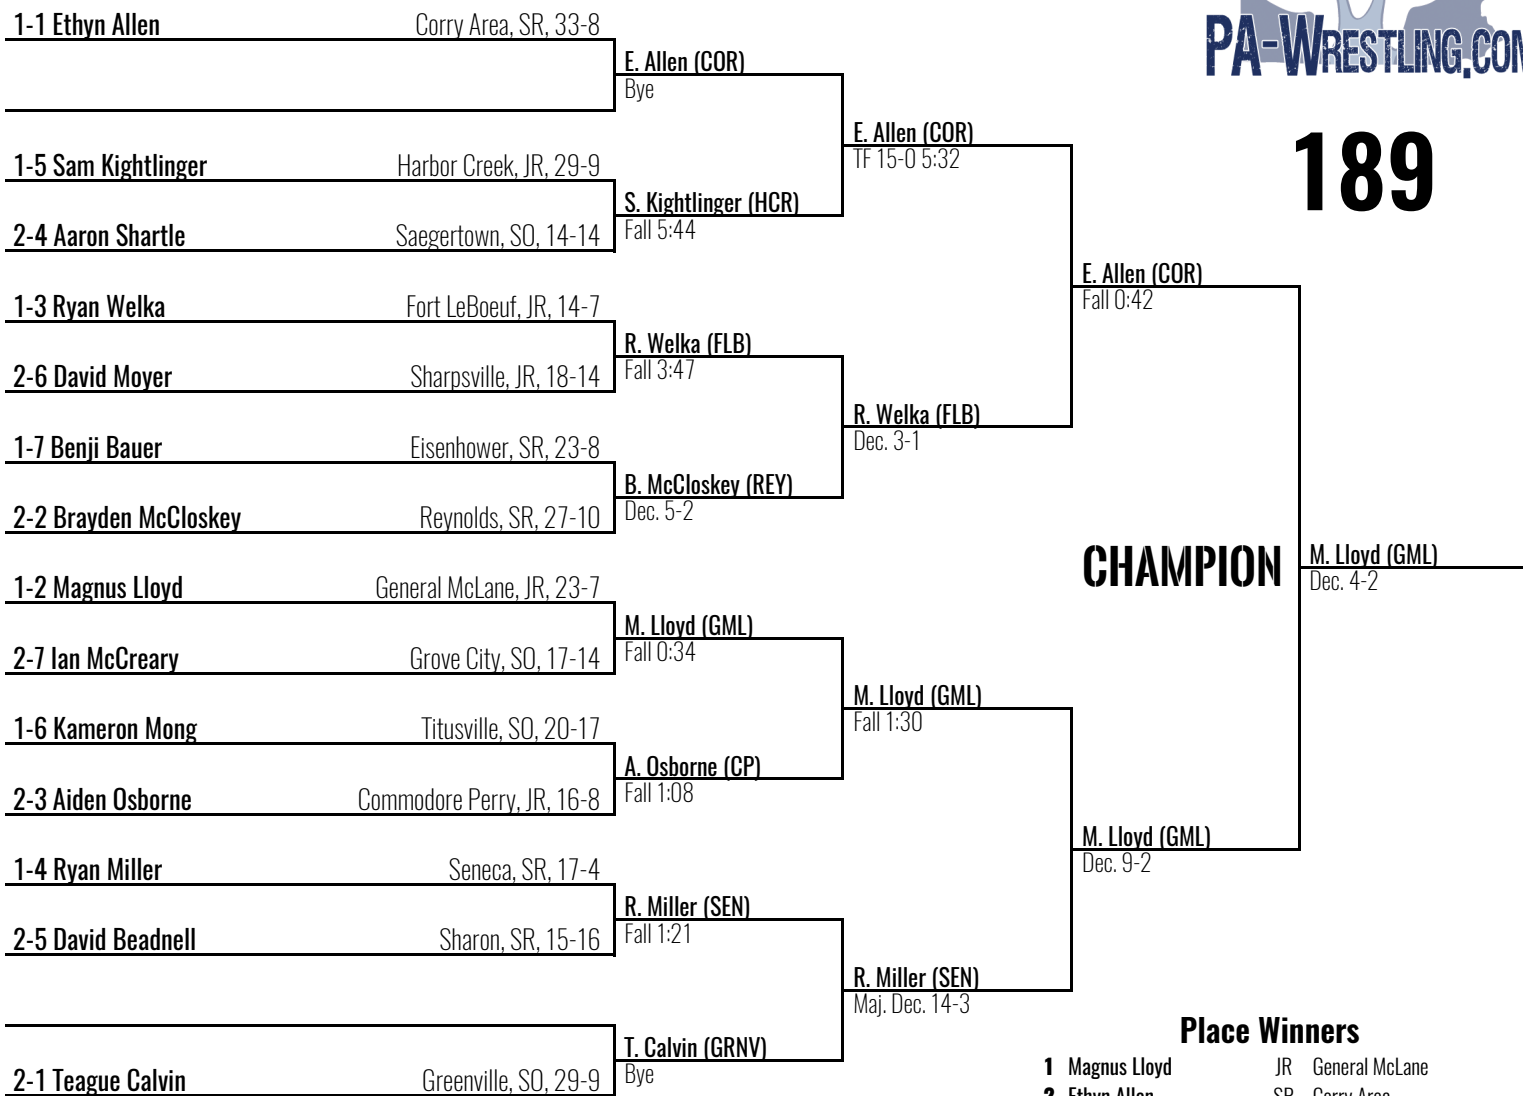 PA-WRESTLING.COM
189
1-1 Ethyn Allen Corry Area, SR, 33-8
E. Allen (COR)
Bye
E. Allen (COR)
TF 15-0 5:32
1-5 Sam Kightlinger Harbor Creek, JR, 29-9
S. Kightlinger (HCR)
Fall 5:44
2-4 Aaron Shartle Saegertown, SO, 14-14
E. Allen (COR)
Fall 0:42
1-3 Ryan Welka Fort LeBoeuf, JR, 14-7
R. Welka (FLB)
Fall 3:47
2-6 David Moyer Sharpsville, JR, 18-14
R. Welka (FLB)
Dec. 3-1
1-7 Benji Bauer Eisenhower, SR, 23-8
B. McCloskey (REY)
Dec. 5-2
2-2 Brayden McCloskey Reynolds, SR, 27-10
CHAMPION
M. Lloyd (GML)
Dec. 4-2
1-2 Magnus Lloyd General McLane, JR, 23-7
M. Lloyd (GML)
Fall 0:34
2-7 Ian McCreary Grove City, SO, 17-14
M. Lloyd (GML)
Fall 1:30
1-6 Kameron Mong Titusville, SO, 20-17
A. Osborne (CP)
Fall 1:08
2-3 Aiden Osborne Commodore Perry, JR, 16-8
M. Lloyd (GML)
Dec. 9-2
1-4 Ryan Miller Seneca, SR, 17-4
R. Miller (SEN)
Fall 1:21
2-5 David Beadnell Sharon, SR, 15-16
R. Miller (SEN)
Maj. Dec. 14-3
T. Calvin (GRNV)
Bye
2-1 Teague Calvin Greenville, SO, 29-9
Place Winners
1 Magnus Lloyd JR General McLane
2 Ethyn Allen SR Corry Area